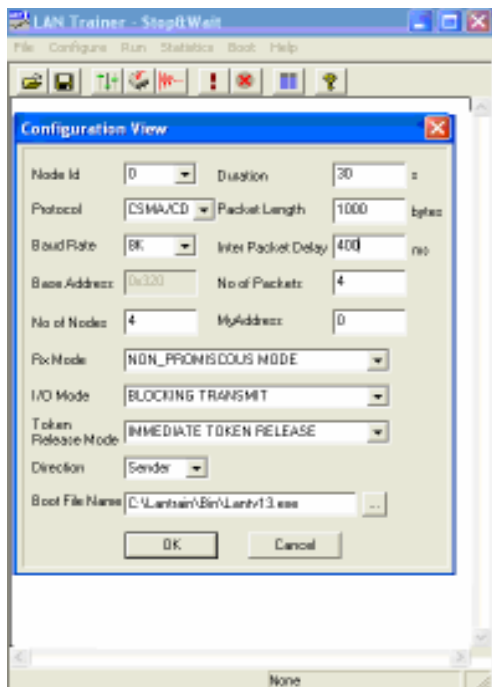 LAN Trainer - Stop&Wait
File Configure Run Statistics Boot Help
Configuration View
Node Id 0 Duration 30 s
Protocol CSMA/CD Packet Length 1000 bytes
Baud Rate 8K Inter Packet Delay 400 ms
Base Address 0x320 No of Packets 4
No of Nodes 4 MyAddress 0
Rx Mode NON_PROMISCOUS MODE
I/O Mode BLOCKING TRANSMIT
Token
Release Mode IMMEDIATE TOKEN RELEASE
Direction Sender
Boot File Name C:\Lantrain\Bin\Lantv13.exe ...
OK Cancel
None